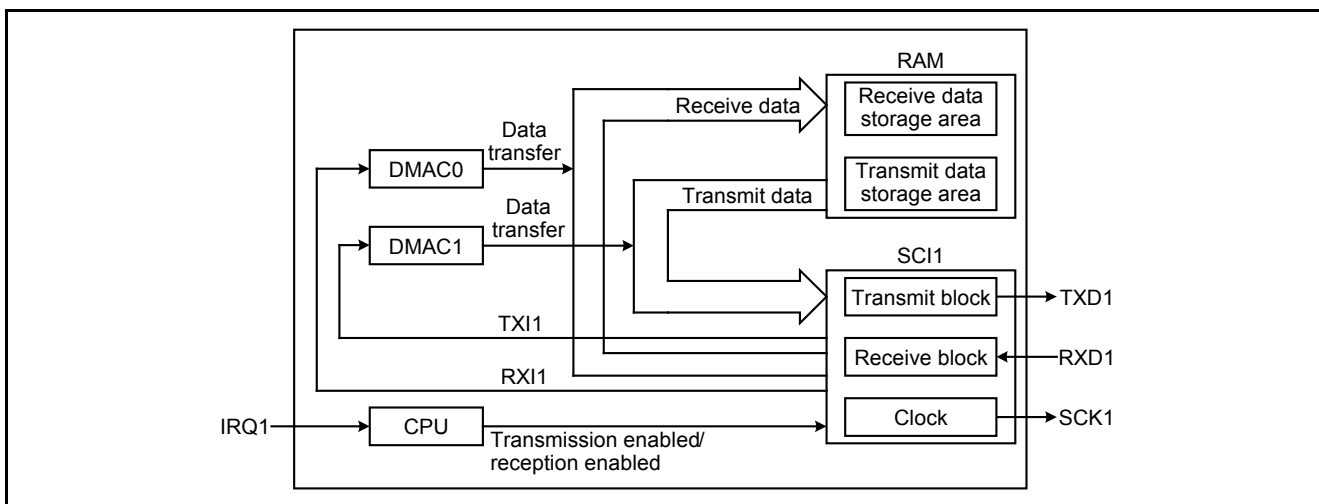 RAM
Receive data
storage area
Receive data
Data
transfer
DMAC0
Transmit data
storage area
Transmit data
Data
transfer
DMAC1
SCI1
Transmit block
TXD1
TXI1
Receive block
RXD1
RXI1
IRQ1
CPU
Clock
SCK1
Transmission enabled/
reception enabled